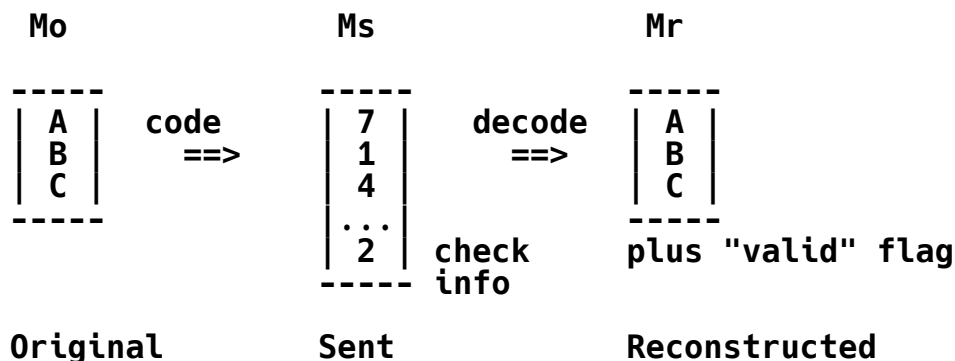 Mo Ms Mr
----- ----- -----
| A | code | 7 | decode | A |
| B | ==> | 1 | ==> | B |
| C | | 4 | | C |
----- |...| -----
| 2 | check plus "valid" flag
----- info
Original Sent Reconstructed